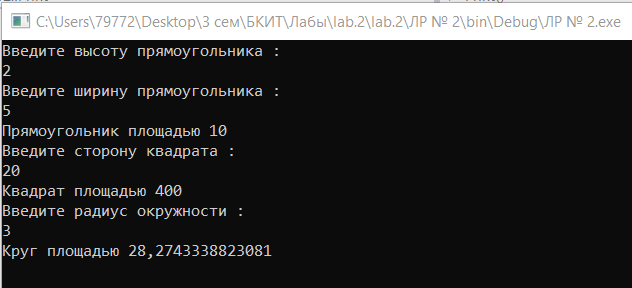 C:\Users\79772\Desktop\3 сем\БКИТ\Лабы\lab.2\lab.2\ЛР № 2\bin\Debug\ЛР № 2.exe
Введите высоту прямоугольника :
2
Введите ширину прямоугольника :
5
Прямоугольник площадью 10
Введите сторону квадрата :
20
Квадрат площадью 400
Введите радиус окружности :
3
Круг площадью 28,2743338823081